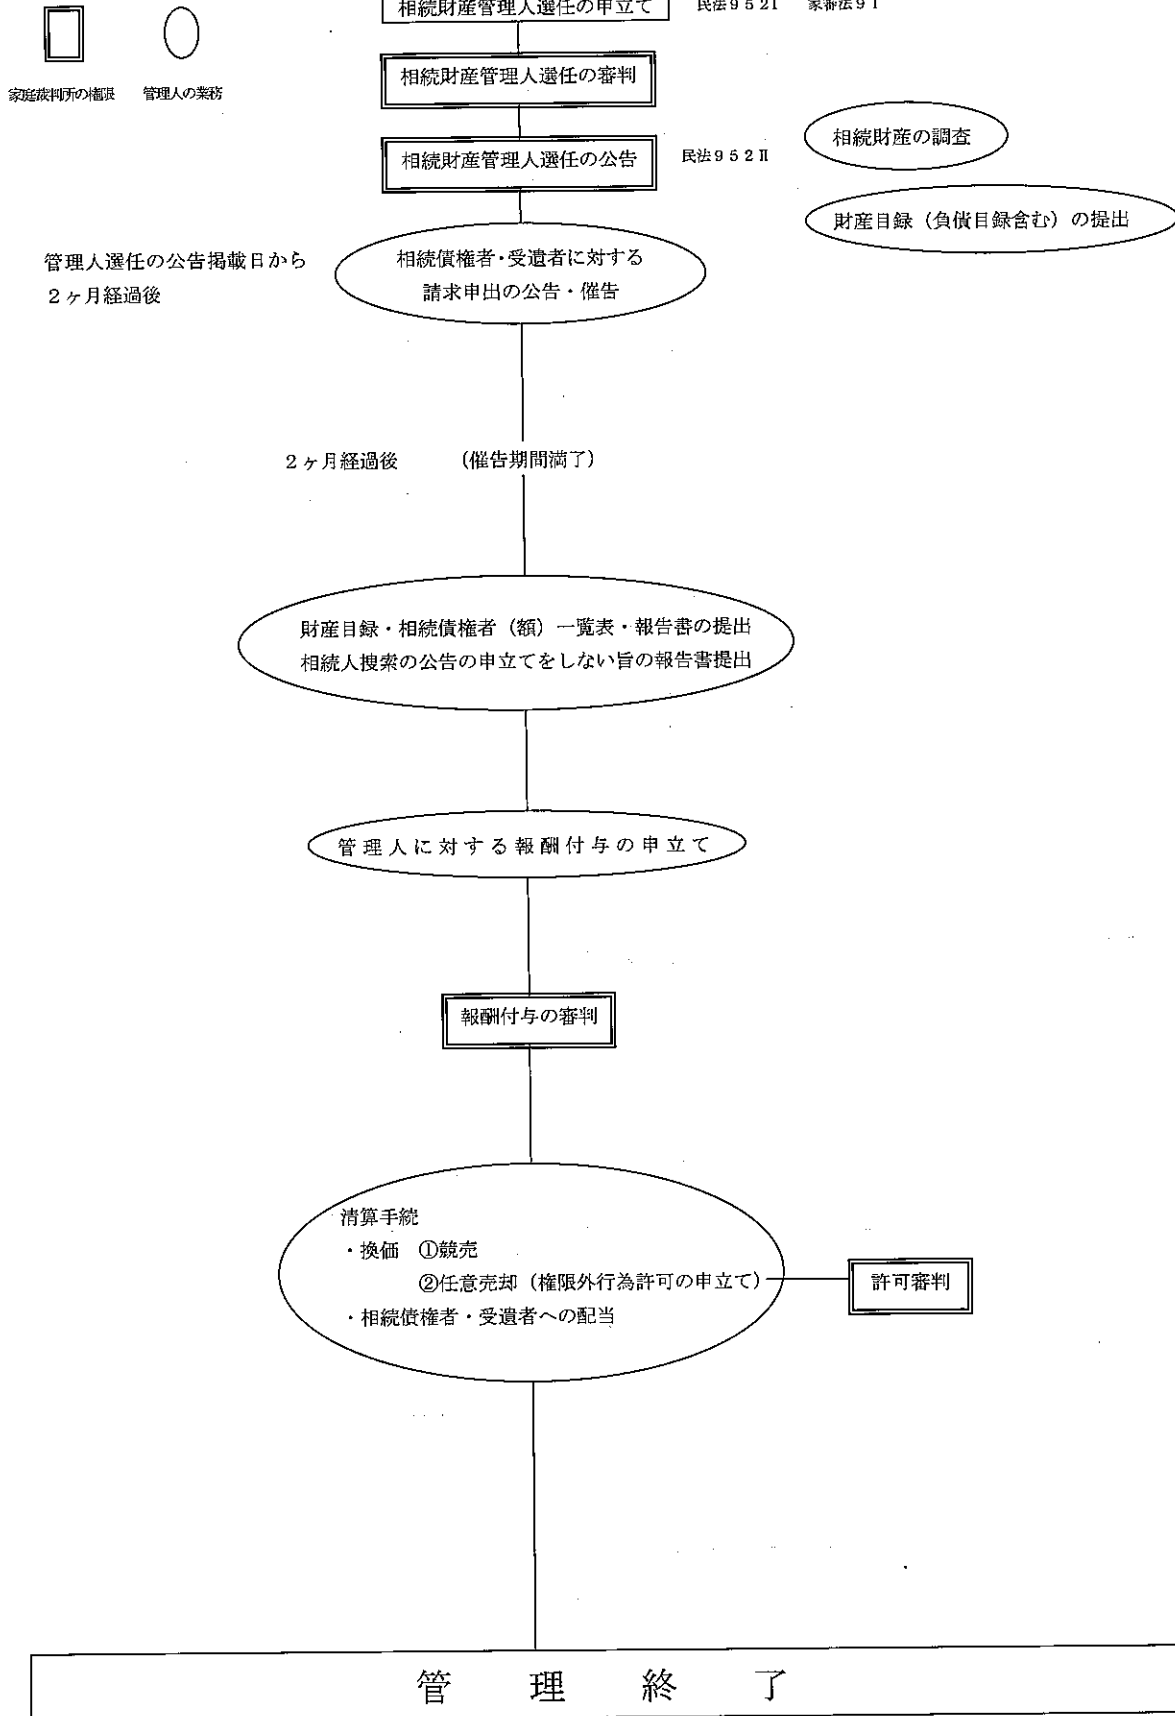 相続財産管理人選任の申立て 民法952I 家審法9I
家庭裁判所の権限 管理人の業務
相続財産管理人選任の審判
相続財産管理人選任の公告 民法952Ⅱ
相続財産の調査
財産目録（負債目録含む）の提出
管理人選任の公告掲載日から
2ヶ月経過後
相続債権者・受遺者に対する
請求申出の公告・催告
2ヶ月経過後 （催告期間満了）
財産目録・相続債権者（額）一覧表・報告書の提出
相続人捜索の公告の申立てをしない旨の報告書提出
管理人に対する報酬付与の申立て
報酬付与の審判
清算手続
・換価 ①競売
②任意売却（権限外行為許可の申立て）
許可審判
・相続債権者・受遺者への配当
管理終了